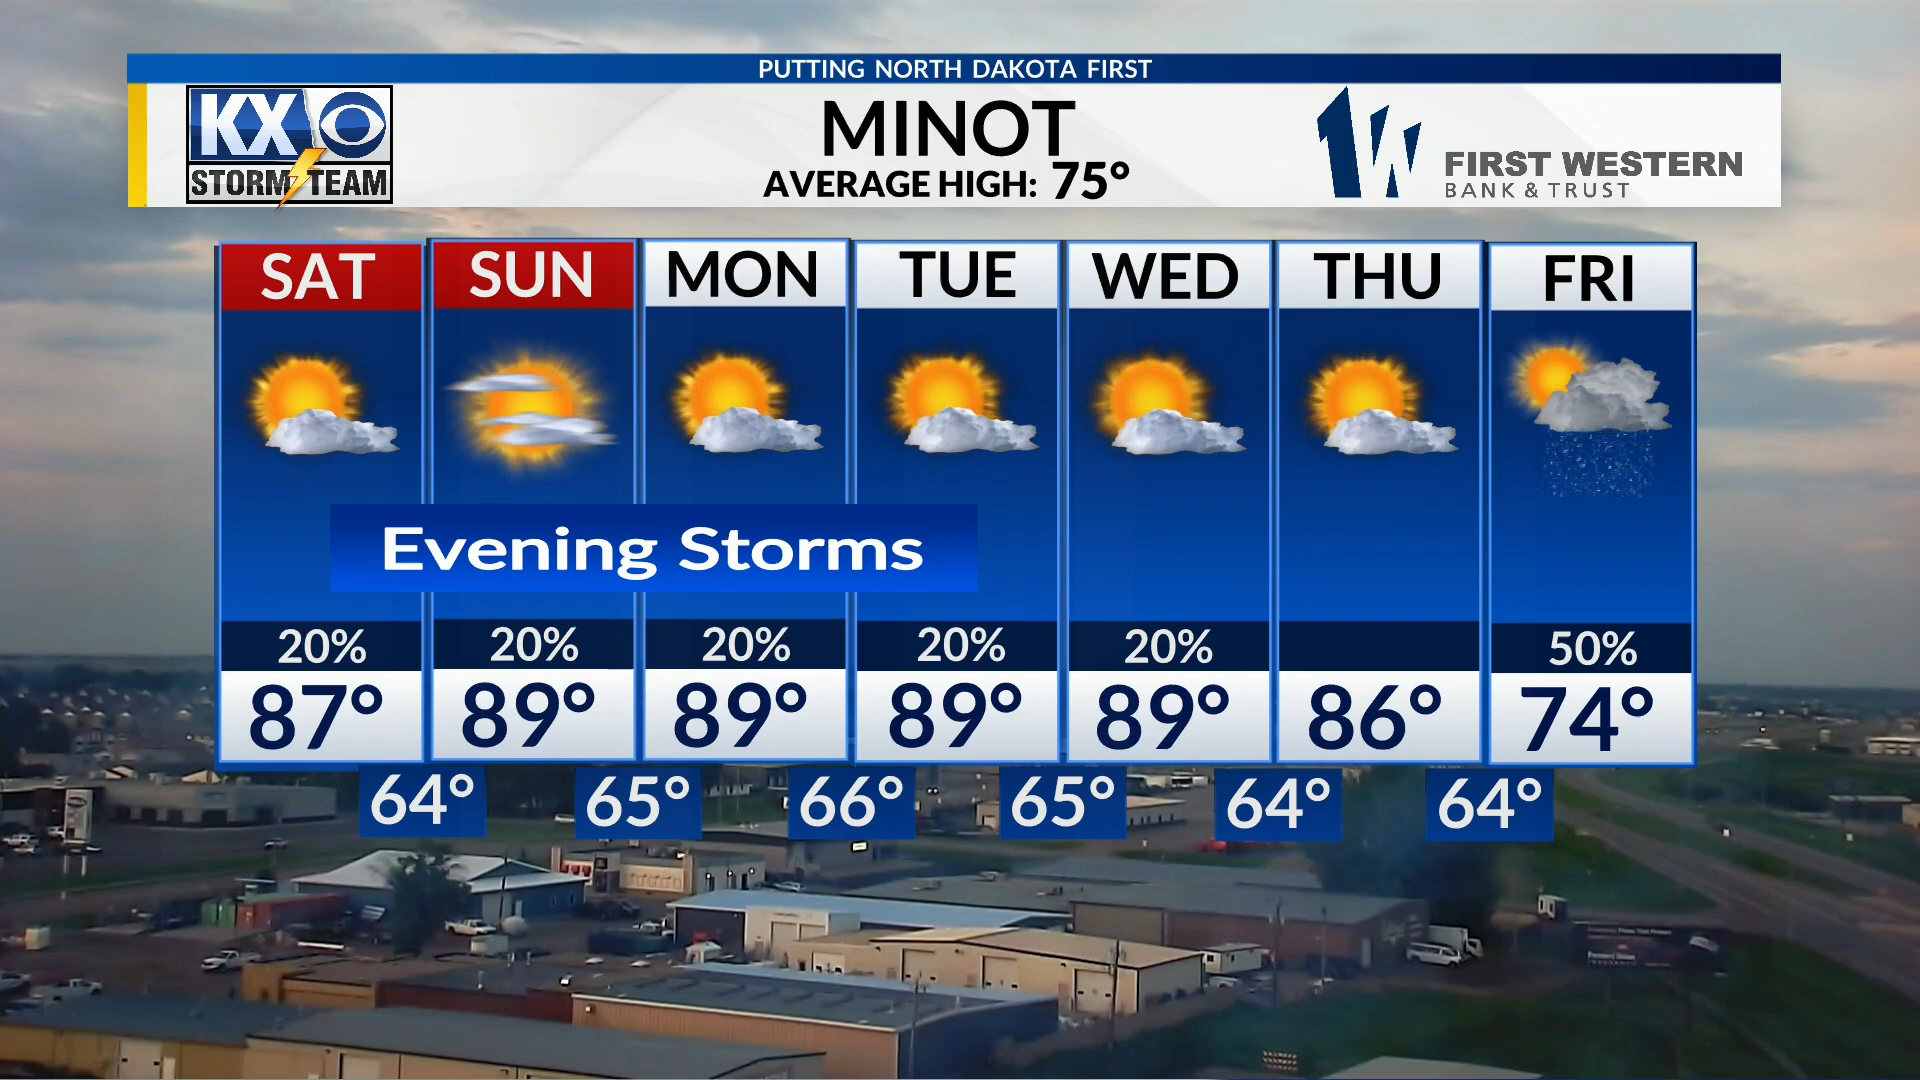 PUTTING NORTH DAKOTA FIRST
KX
STORM TEAM
MINOT
AVERAGE HIGH: 75°
1W
FIRST WESTERN
BANK & TRUST
SAT SUN MON TUE WED THU FRI
Evening Storms
20% 20% 20% 20% 20% 50%
87° 89° 89° 89° 89° 86° 74°
64° 65° 66° 65° 64° 64°